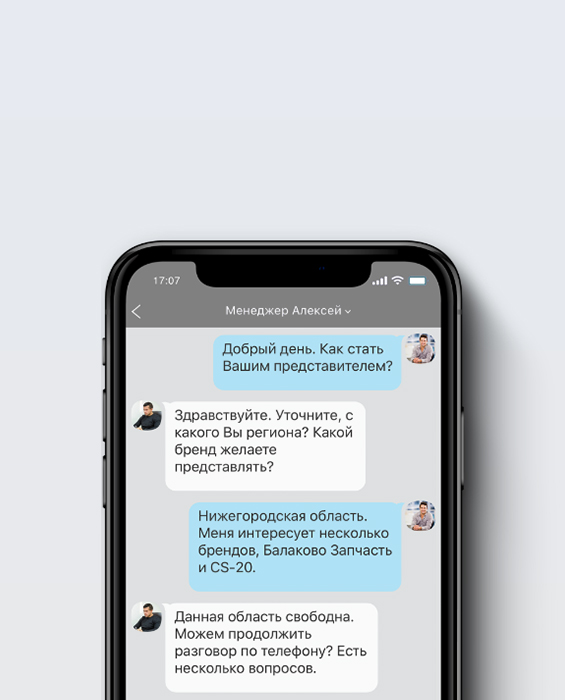 17:07
Менеджер Алексей
Добрый день. Как стать
Вашим представителем?
Здравствуйте. Уточните, с
какого Вы региона? Какой
бренд желаете
представлять?
Нижегородская область.
Меня интересует несколько
брендов, Балаково Запчасть
и CS-20.
Данная область свободна.
Можем продолжить
разговор по телефону? Есть
несколько вопросов.